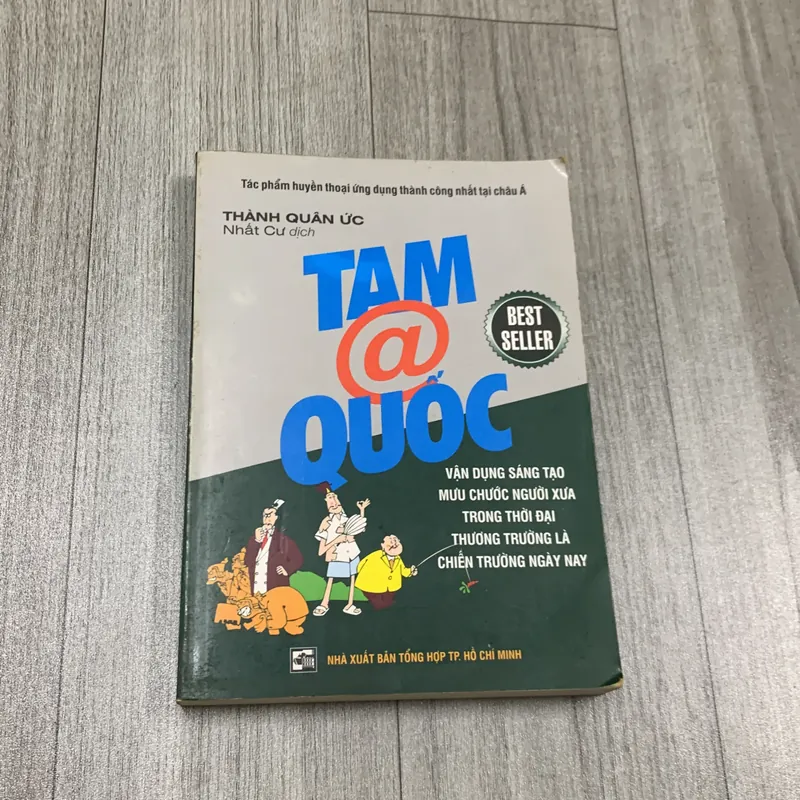 Tác phẩm huyền thoại ứng dụng thành công nhất tại châu Á
THÀNH QUÂN ỨC
Nhất Cư dịch
TAM
@
QUỐC
BEST
SELLER
VẬN DỤNG SÁNG TẠO
MƯU CHƯỚC NGƯỜI XƯA
TRONG THỜI ĐẠI
THƯƠNG TRƯỜNG LÀ
CHIẾN TRƯỜNG NGÀY NAY
NHÀ XUẤT BẢN TỔNG HỢP TP. HỒ CHÍ MINH